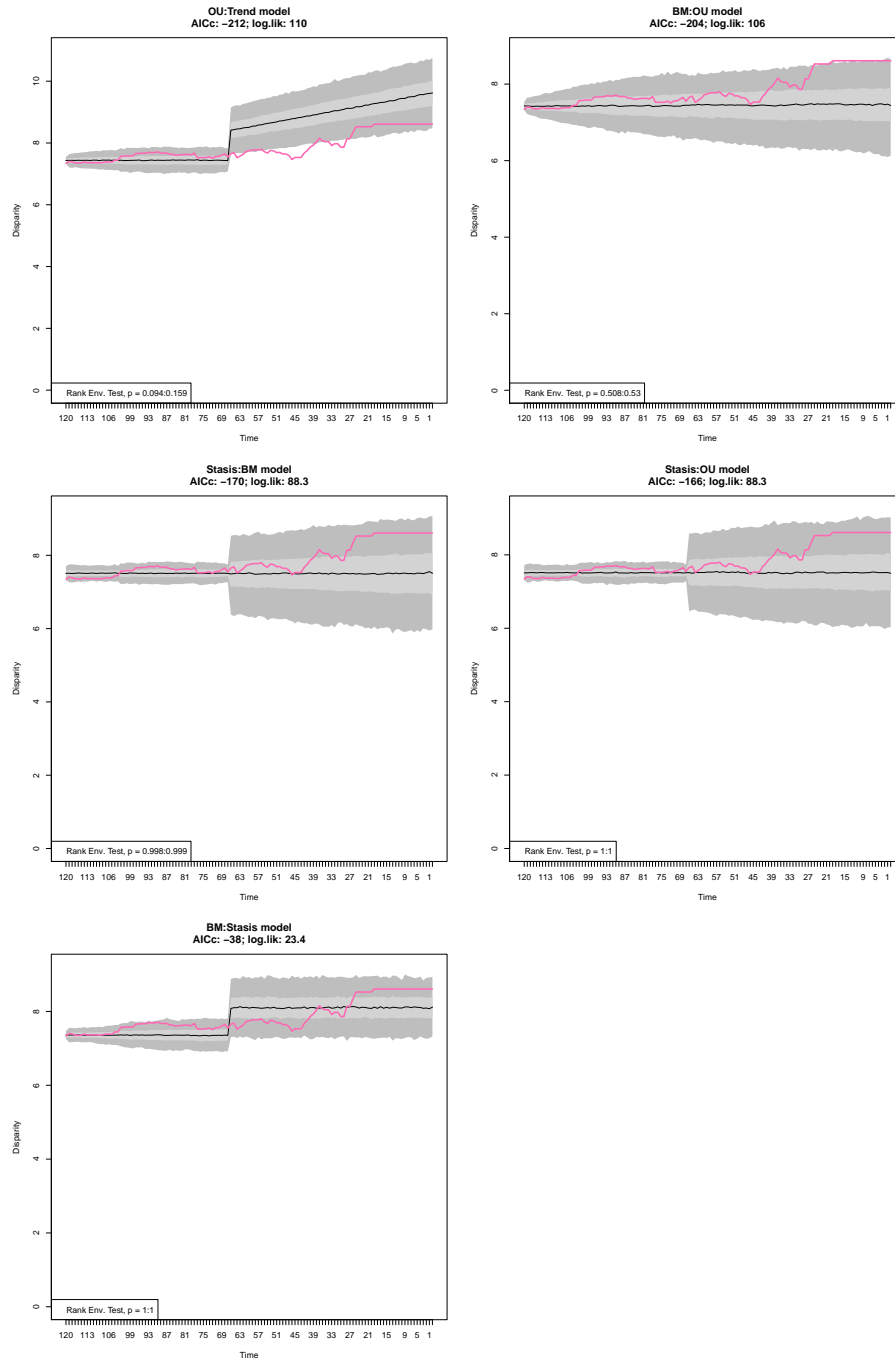 OU:Trend model
AICc: −212; log.lik: 110
Disparity
0 2 4 6 8 10
Rank Env. Test, p = 0.094:0.159
120 113 106 99 93 87 81 75 69 63 57 51 45 39 33 27 21 15 9 5 1
Time
BM:OU model
AICc: −204; log.lik: 106
Disparity
0 2 4 6 8
Rank Env. Test, p = 0.508:0.53
120 113 106 99 93 87 81 75 69 63 57 51 45 39 33 27 21 15 9 5 1
Time
Stasis:BM model
AICc: −170; log.lik: 88.3
Disparity
0 2 4 6 8
Rank Env. Test, p = 0.998:0.999
120 113 106 99 93 87 81 75 69 63 57 51 45 39 33 27 21 15 9 5 1
Time
Stasis:OU model
AICc: −166; log.lik: 88.3
Disparity
0 2 4 6 8
Rank Env. Test, p = 1:1
120 113 106 99 93 87 81 75 69 63 57 51 45 39 33 27 21 15 9 5 1
Time
BM:Stasis model
AICc: −38; log.lik: 23.4
Disparity
0 2 4 6 8
Rank Env. Test, p = 1:1
120 113 106 99 93 87 81 75 69 63 57 51 45 39 33 27 21 15 9 5 1
Time